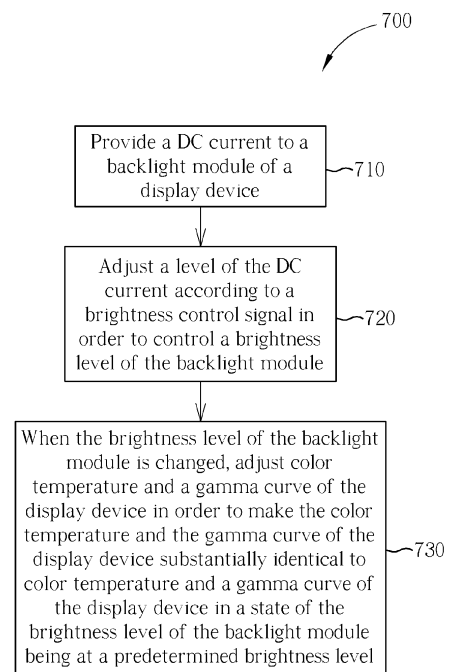 700
Provide a DC current to a
backlight module of a
display device
710
Adjust a level of the DC
current according to a
brightness control signal in
order to control a brightness
level of the backlight module
720
When the brightness level of the backlight
module is changed, adjust color
temperature and a gamma curve of the
display device in order to make the color
temperature and the gamma curve of the
display device substantially identical to
color temperature and a gamma curve of
the display device in a state of the
brightness level of the backlight module
being at a predetermined brightness level
730